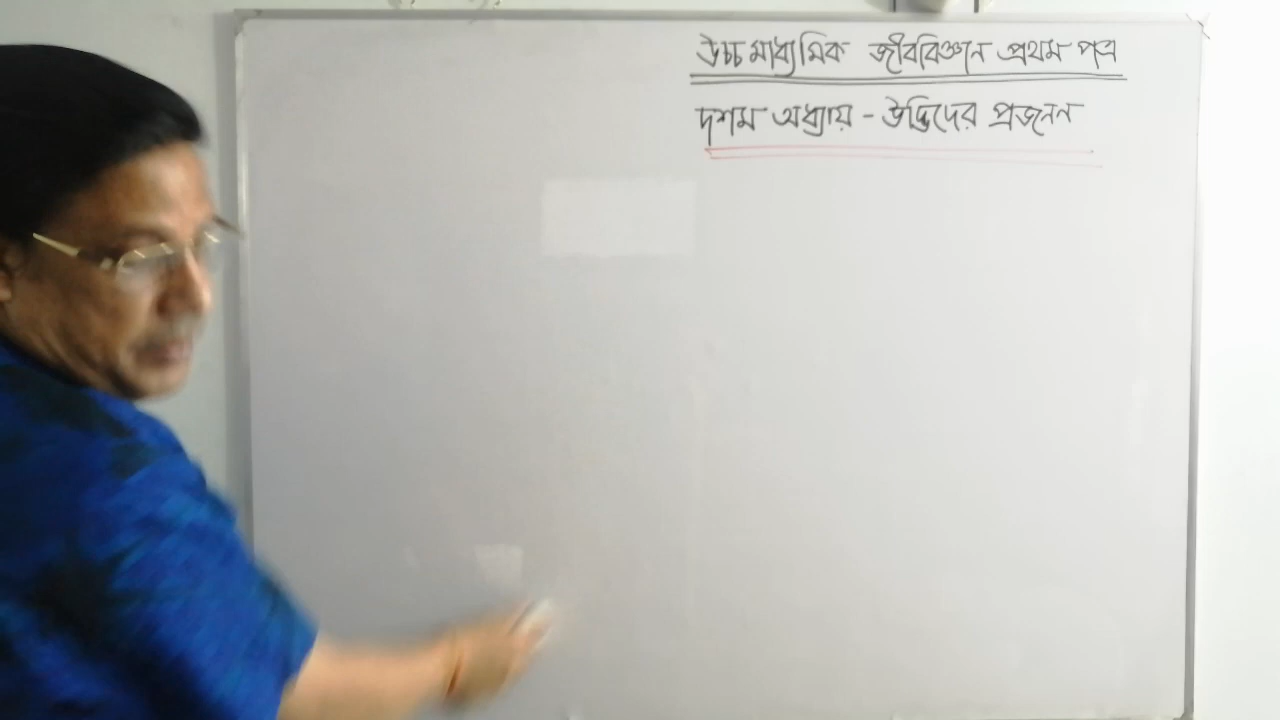 উচ্চ মাধ্যমিক জীববিজ্ঞান প্রথম পত্র
দশম অধ্যায় - উদ্ভিদের প্রজনন